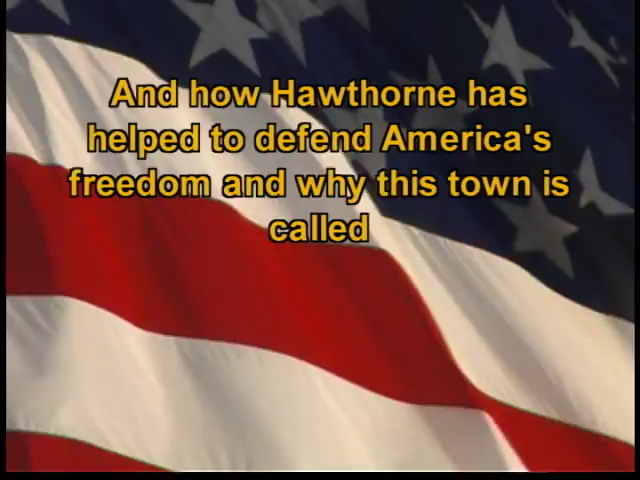 And how Hawthorne has
helped to defend America's
freedom and why this town is
called